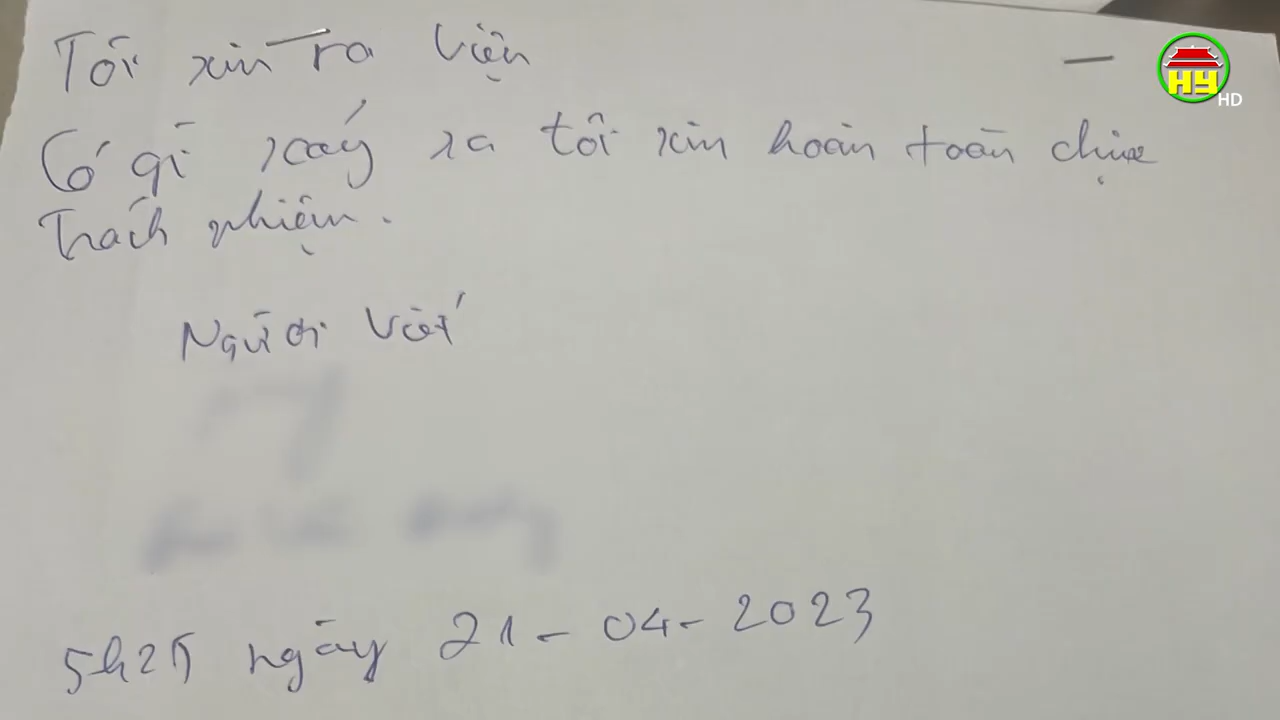 Tôi xin ra viện
HY
HD
Có gì xảy ra tôi xin hoàn toàn chịu
Trách nhiệm.
Người viết
5h25 ngày 21-04-2023